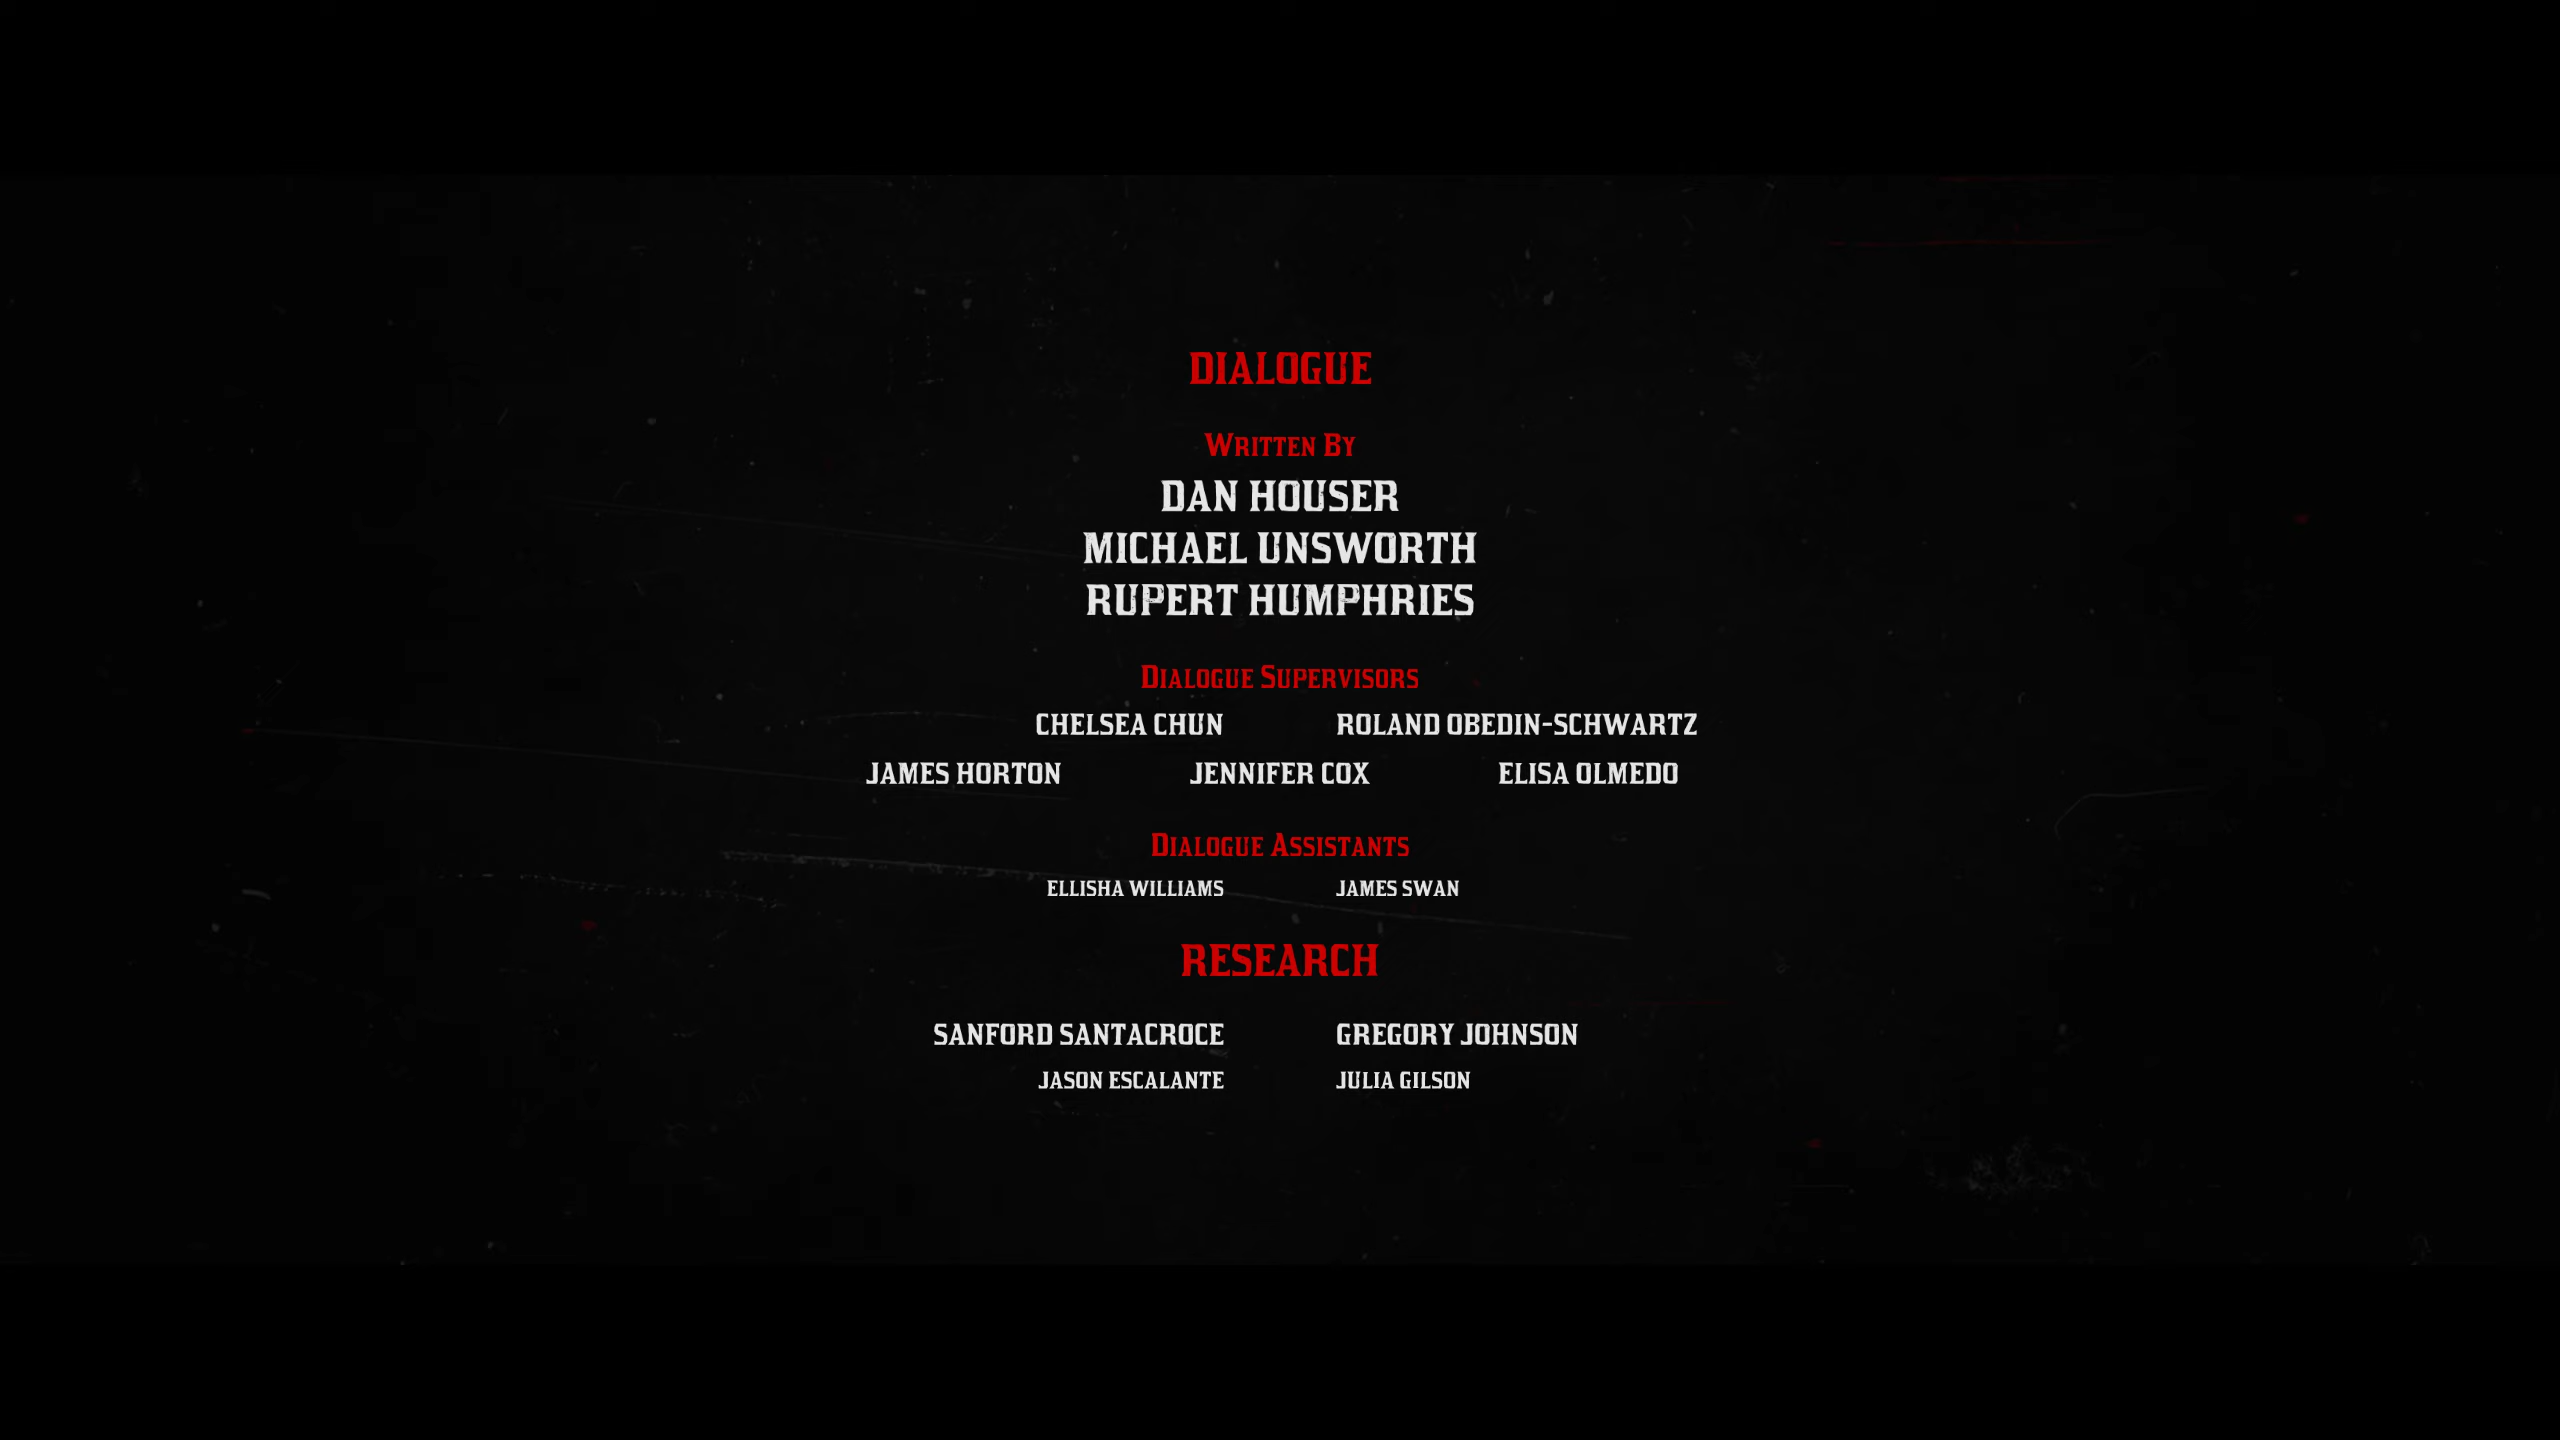 DIALOGUE
WRITTEN BY
DAN HOUSER
MICHAEL UNSWORTH
RUPERT HUMPHRIES
DIALOGUE SUPERVISORS
CHELSEA CHUN ROLAND OBEDIN-SCHWARTZ
JAMES HORTON JENNIFER COX ELISA OLMEDO
DIALOGUE ASSISTANTS
ELLISHA WILLIAMS JAMES SWAN
RESEARCH
SANFORD SANTACROCE GREGORY JOHNSON
JASON ESCALANTE JULIA GILSON